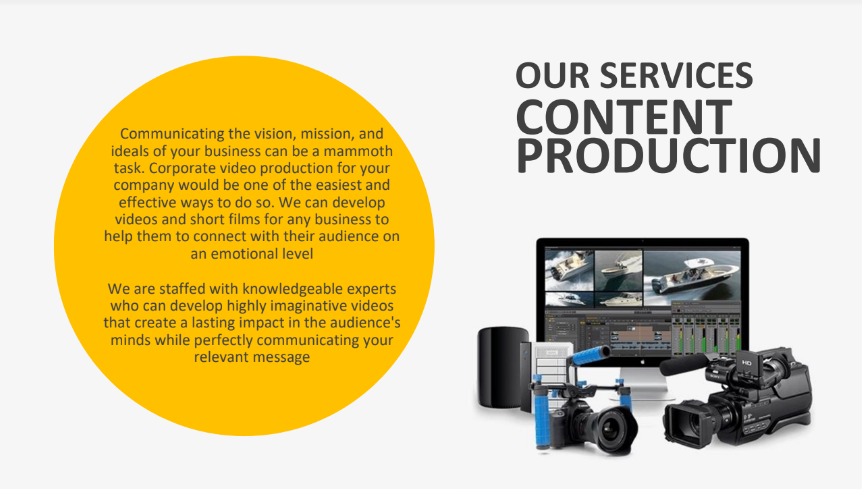 OUR SERVICES
CONTENT
PRODUCTION
Communicating the vision, mission, and
ideals of your business can be a mammoth
task. Corporate video production for your
company would be one of the easiest and
effective ways to do so. We can develop
videos and short films for any business to
help them to connect with their audience on
an emotional level
We are staffed with knowledgeable experts
who can develop highly imaginative videos
that create a lasting impact in the audience's
minds while perfectly communicating your
relevant message
HD